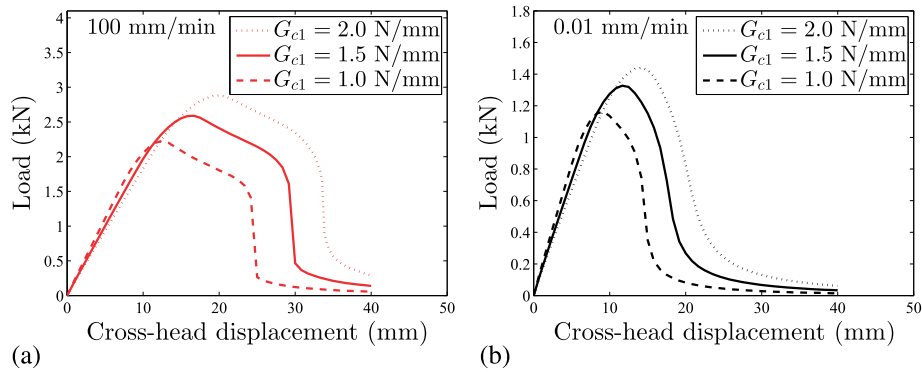 100 mm/min
G_{c1} = 2.0 N/mm
G_{c1} = 1.5 N/mm
G_{c1} = 1.0 N/mm
4
3.5
3
2.5
2
1.5
1
0.5
0
Load (kN)
0 10 20 30 40 50
Cross-head displacement (mm)
(a)
0.01 mm/min
G_{c1} = 2.0 N/mm
G_{c1} = 1.5 N/mm
G_{c1} = 1.0 N/mm
1.8
1.6
1.4
1.2
1
0.8
0.6
0.4
0.2
0
Load (kN)
0 10 20 30 40 50
Cross-head displacement (mm)
(b)